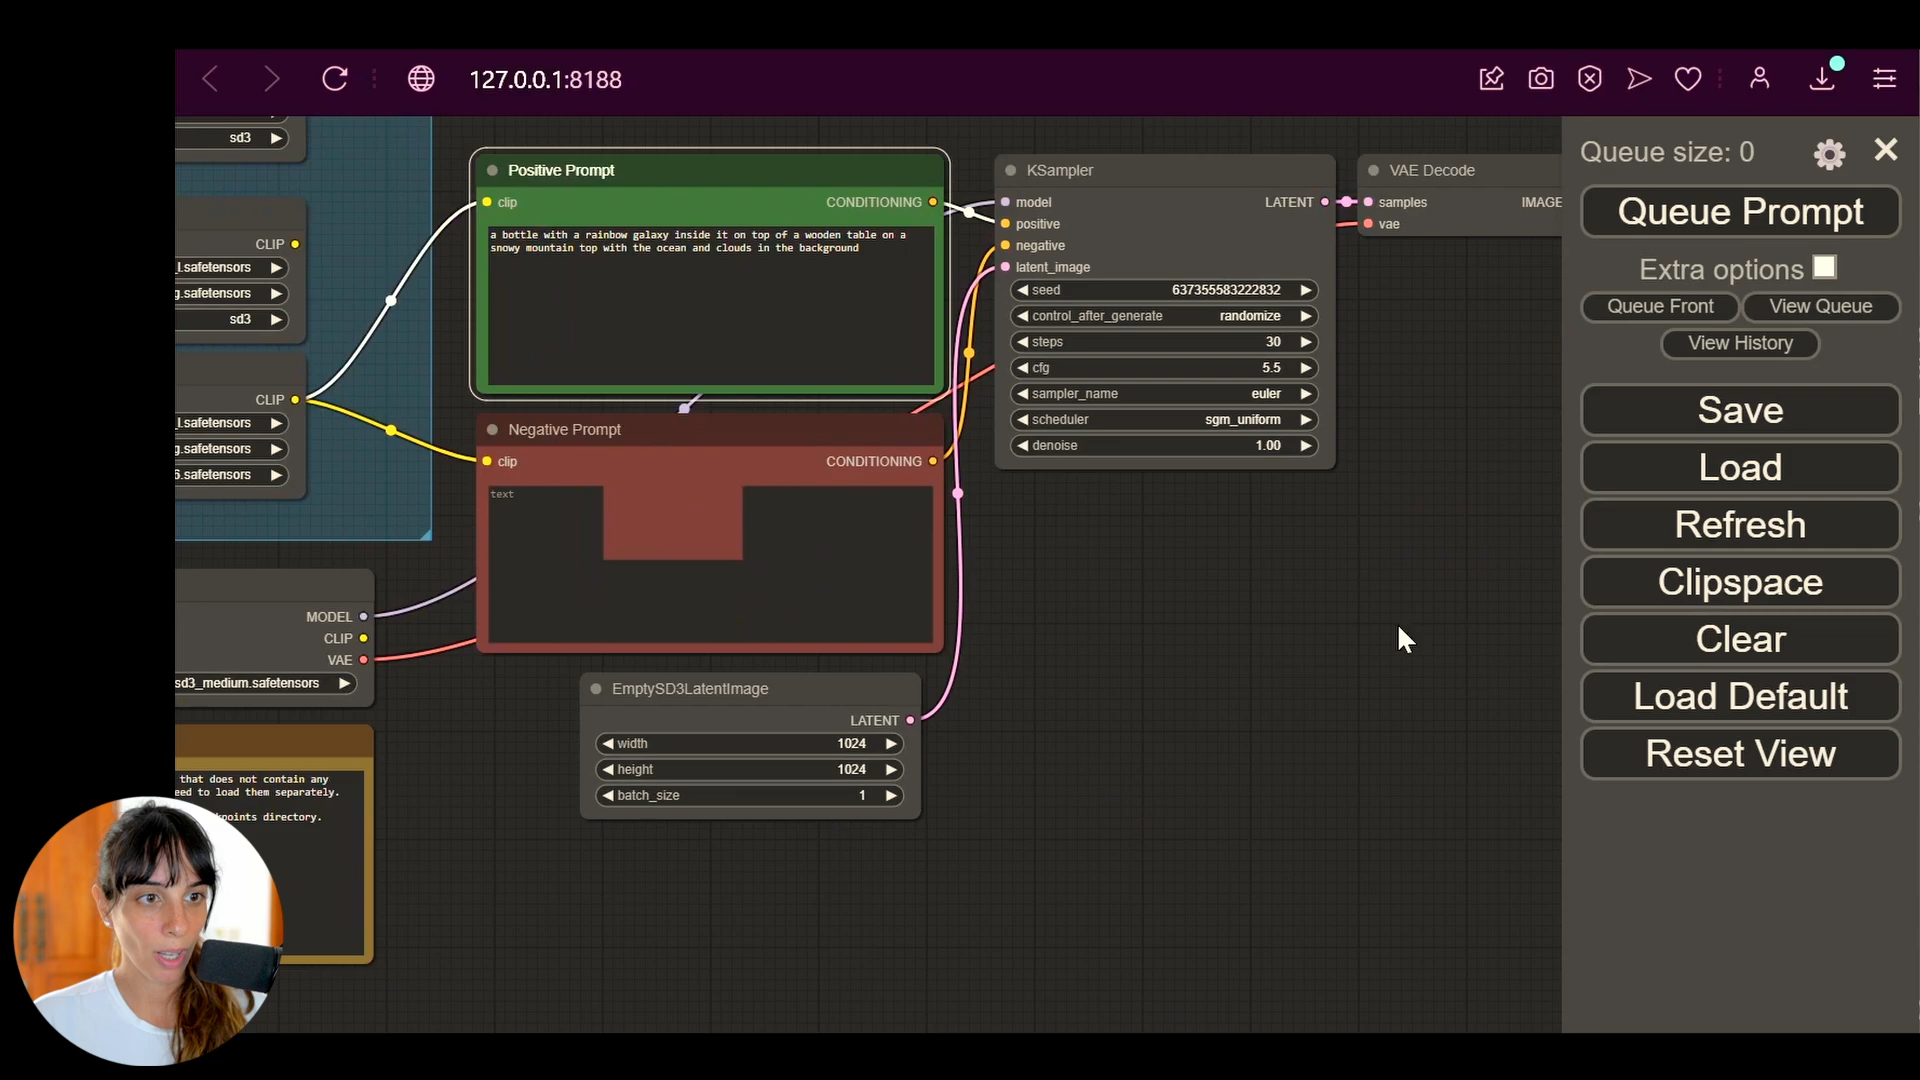 127.0.0.1:8188
sd3
CLIP
_l.safetensors
g.safetensors
sd3
CLIP
_l.safetensors
g.safetensors
6.safetensors
MODEL
CLIP
VAE
sd3_medium.safetensors
that does not contain any
eed to load them separately.
points directory.
Positive Prompt
clip
CONDITIONING
a bottle with a rainbow galaxy inside it on top of a wooden table on a
snowy mountain top with the ocean and clouds in the background
Negative Prompt
clip
CONDITIONING
text
EmptySD3LatentImage
LATENT
width 1024
height 1024
batch_size 1
KSampler
model LATENT
positive
negative
latent_image
seed 637355583222832
control_after_generate randomize
steps 30
cfg 5.5
sampler_name euler
scheduler sgm_uniform
denoise 1.00
VAE Decode
samples IMAGE
vae
Queue size: 0
Queue Prompt
Extra options
Queue Front View Queue
View History
Save
Load
Refresh
Clipspace
Clear
Load Default
Reset View